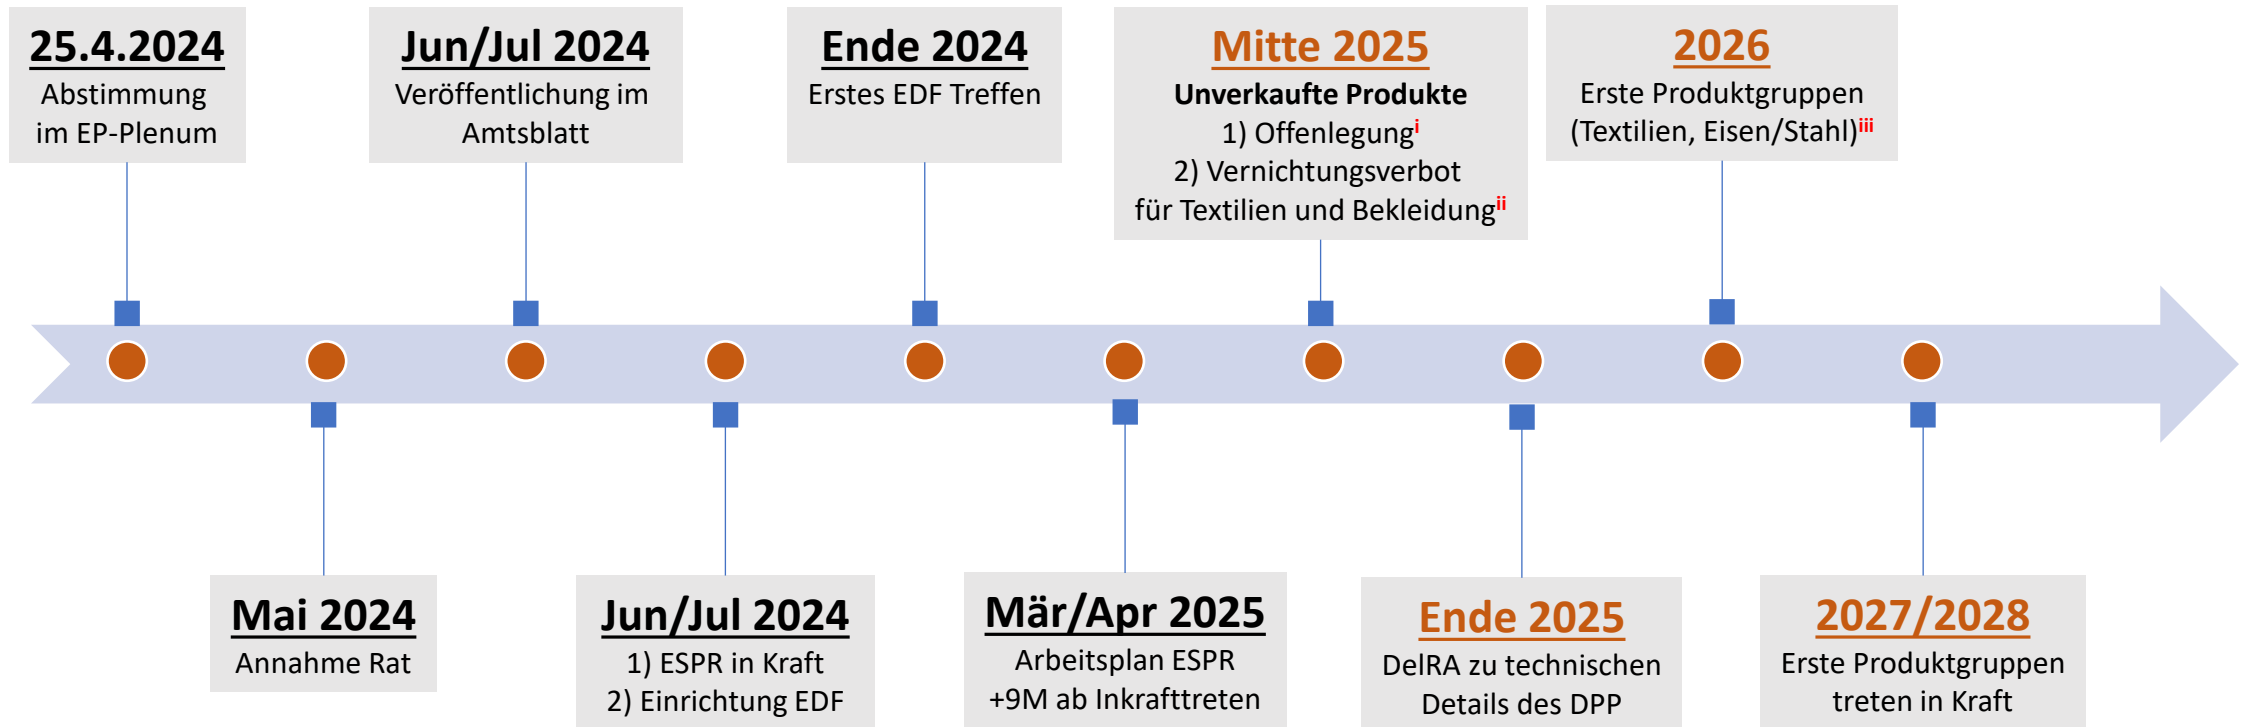 25.4.2024
Abstimmung
im EP-Plenum
Jun/Jul 2024
Veröffentlichung im
Amtsblatt
Ende 2024
Erstes EDF Treffen
Mitte 2025
Unverkaufte Produkte
1) Offenlegungⁱ
2) Vernichtungsverbot
für Textilien und Bekleidungⁱⁱ
2026
Erste Produktgruppen
(Textilien, Eisen/Stahl)ⁱⁱⁱ
Mai 2024
Annahme Rat
Jun/Jul 2024
1) ESPR in Kraft
2) Einrichtung EDF
Mär/Apr 2025
Arbeitsplan ESPR
+9M ab Inkrafttreten
Ende 2025
DelRA zu technischen
Details des DPP
2027/2028
Erste Produktgruppen
treten in Kraft